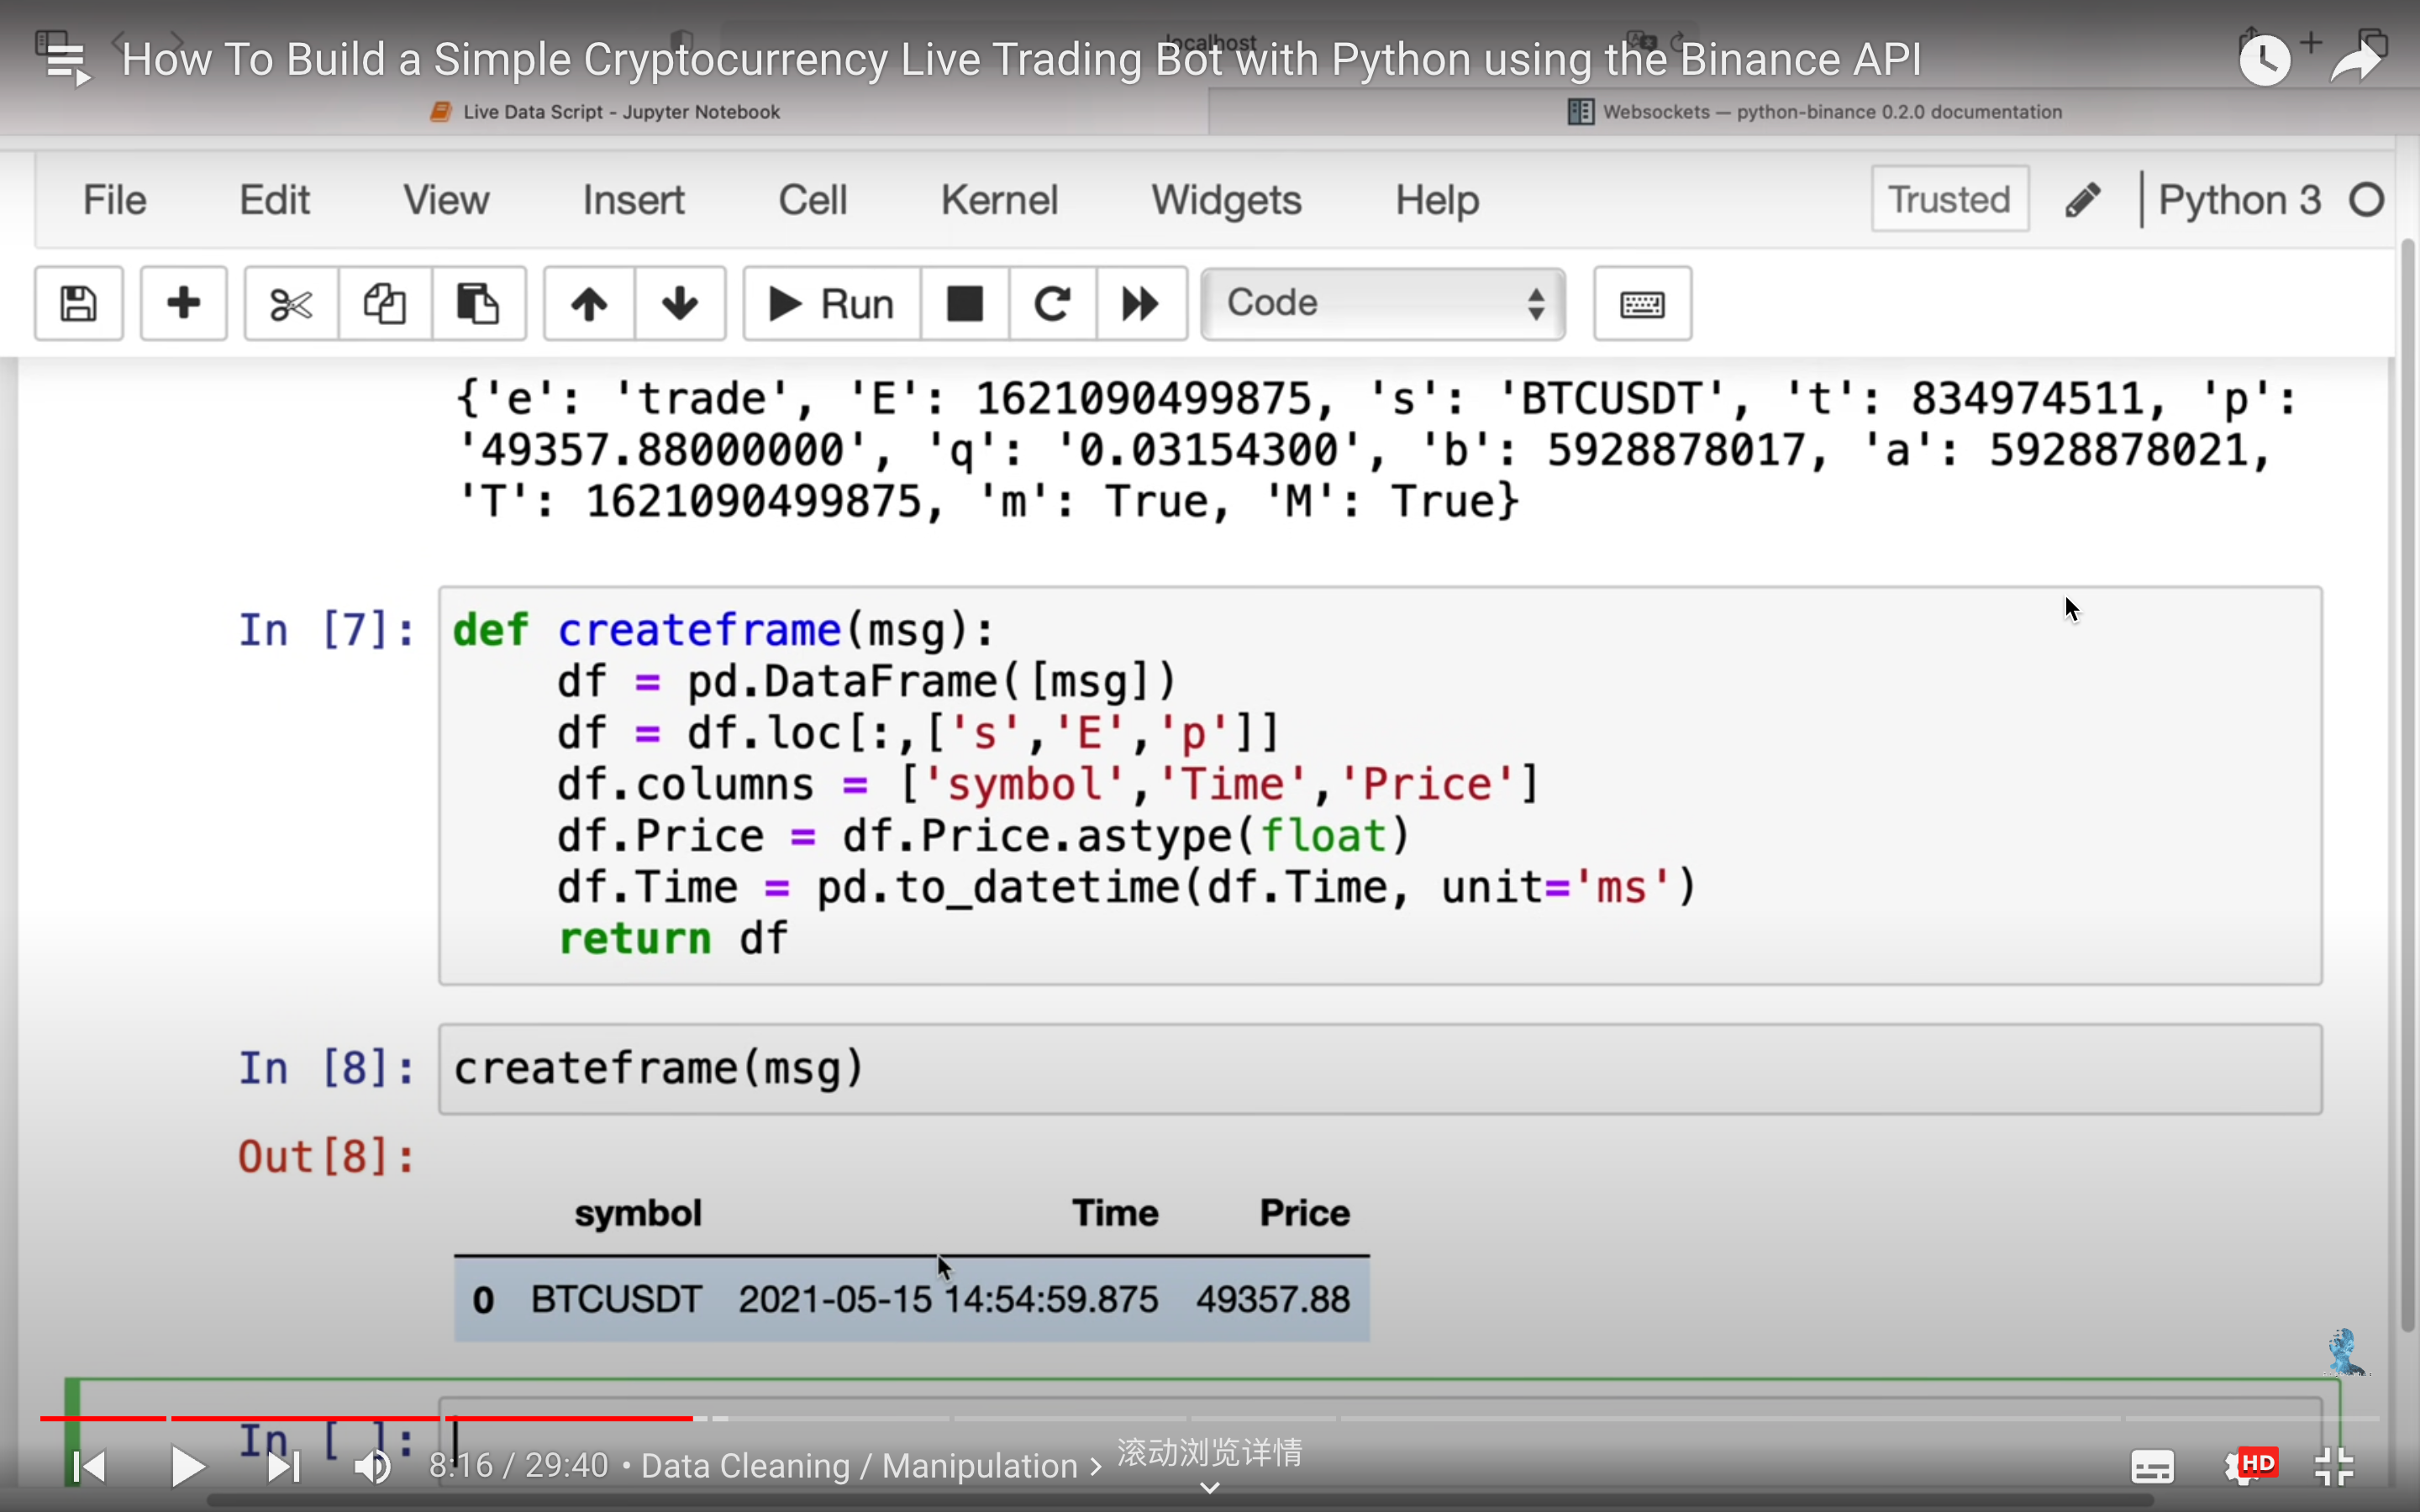 localhost
How To Build a Simple Cryptocurrency Live Trading Bot with Python using the Binance API
Live Data Script - Jupyter Notebook
Websockets — python-binance 0.2.0 documentation
File Edit View Insert Cell Kernel Widgets Help Trusted Python 3
Run Code
{'e': 'trade', 'E': 1621090499875, 's': 'BTCUSDT', 't': 834974511, 'p':
'49357.88000000', 'q': '0.03154300', 'b': 5928878017, 'a': 5928878021,
'T': 1621090499875, 'm': True, 'M': True}
In [7]: def createframe(msg):
    df = pd.DataFrame([msg])
    df = df.loc[:,['s','E','p']]
    df.columns = ['symbol','Time','Price']
    df.Price = df.Price.astype(float)
    df.Time = pd.to_datetime(df.Time, unit='ms')
    return df
In [8]: createframe(msg)
Out[8]:
symbol Time Price
0 BTCUSDT 2021-05-15 14:54:59.875 49357.88
In [ ]:
8:16 / 29:40 • Data Cleaning / Manipulation >
滚动浏览详情
HD